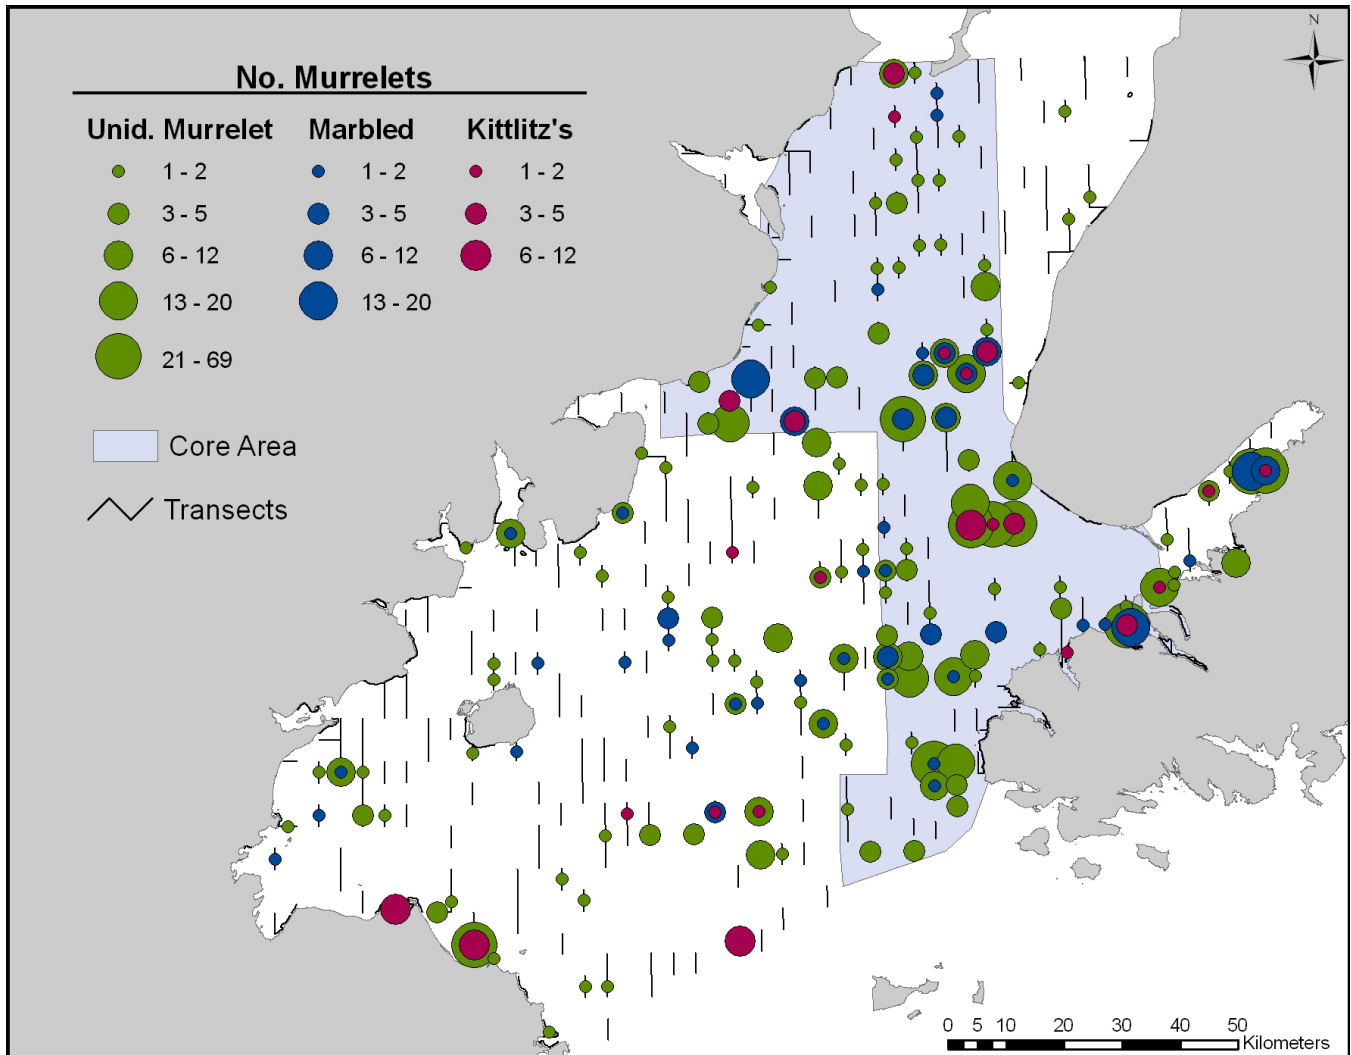 N
No. Murrelets
Unid. Murrelet Marbled Kittlitz's
1 - 2 1 - 2 1 - 2
3 - 5 3 - 5 3 - 5
6 - 12 6 - 12 6 - 12
13 - 20 13 - 20
21 - 69
Core Area
Transects
0 5 10 20 30 40 50
Kilometers